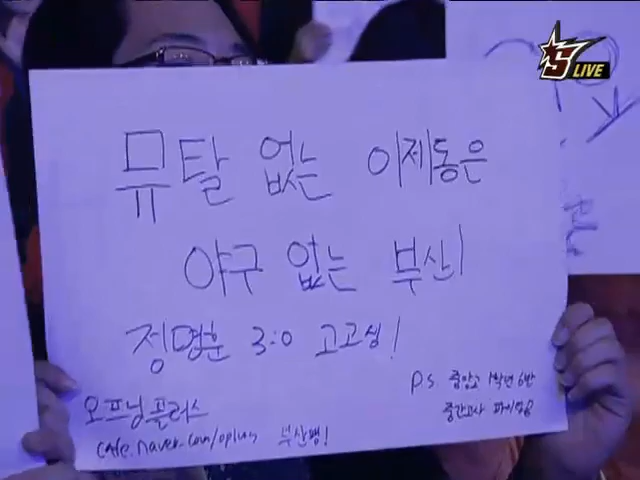 S LIVE
뮤탈 없는 이제동은
야구 없는 부산!
정명훈 3:0 고고싱!
P.S 중앙고 1학년 6반
중간고사 파이팅요
오프닝플러스
cafe.naver.com/oplus 부산팸!